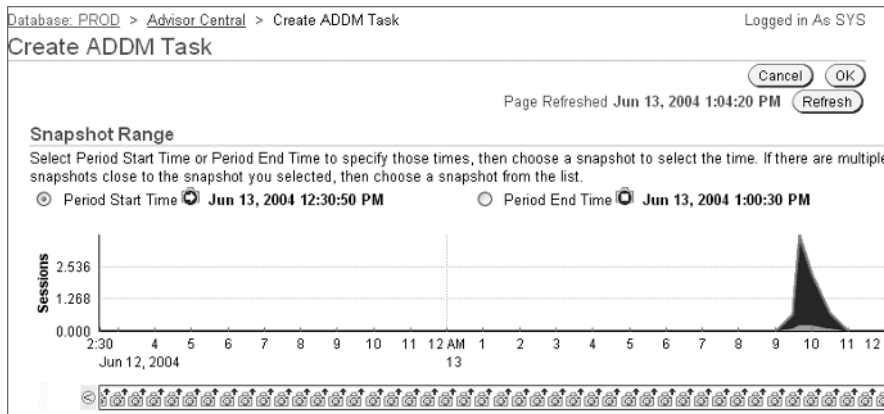 Database: PROD > Advisor Central > Create ADDM Task
Logged in As SYS
Create ADDM Task
Cancel OK
Page Refreshed Jun 13, 2004 1:04:20 PM Refresh
Snapshot Range
Select Period Start Time or Period End Time to specify those times, then choose a snapshot to select the time. If there are multiple
snapshots close to the snapshot you selected, then choose a snapshot from the list.
Period Start Time Jun 13, 2004 12:30:50 PM Period End Time Jun 13, 2004 1:00:30 PM
Sessions
2.536
1.268
0.000
2:30 4 5 6 7 8 9 10 11 12 AM 1 2 3 4 5 6 7 8 9 10 11 12
Jun 12, 2004 13